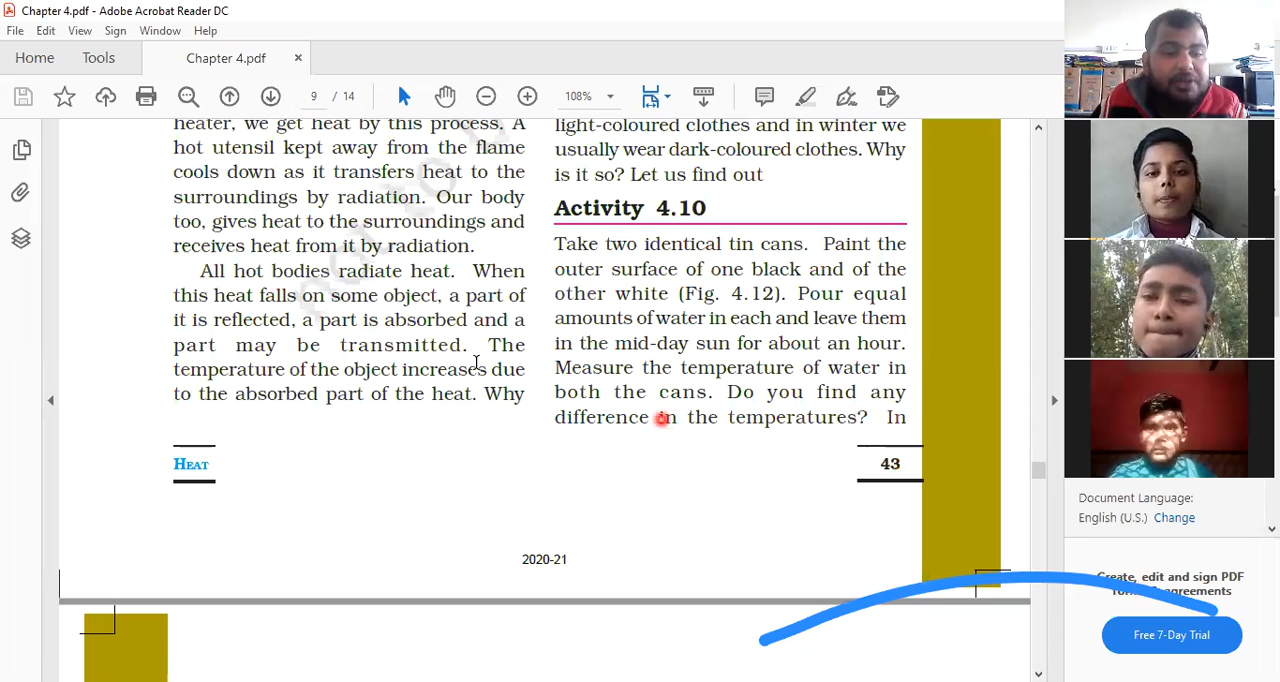 Chapter 4.pdf - Adobe Acrobat Reader DC
File Edit View Sign Window Help
Home Tools Chapter 4.pdf ×
9 / 14 108%
heater, we get heat by this process. A
hot utensil kept away from the flame
cools down as it transfers heat to the
surroundings by radiation. Our body
too, gives heat to the surroundings and
receives heat from it by radiation.
All hot bodies radiate heat. When
this heat falls on some object, a part of
it is reflected, a part is absorbed and a
part may be transmitted. The
temperature of the object increases due
to the absorbed part of the heat. Why
light-coloured clothes and in winter we
usually wear dark-coloured clothes. Why
is it so? Let us find out
Activity 4.10
Take two identical tin cans. Paint the
outer surface of one black and of the
other white (Fig. 4.12). Pour equal
amounts of water in each and leave them
in the mid-day sun for about an hour.
Measure the temperature of water in
both the cans. Do you find any
difference in the temperatures? In
HEAT
43
2020-21
Document Language:
English (U.S.) Change
Create, edit and sign PDF
agreements
Free 7-Day Trial